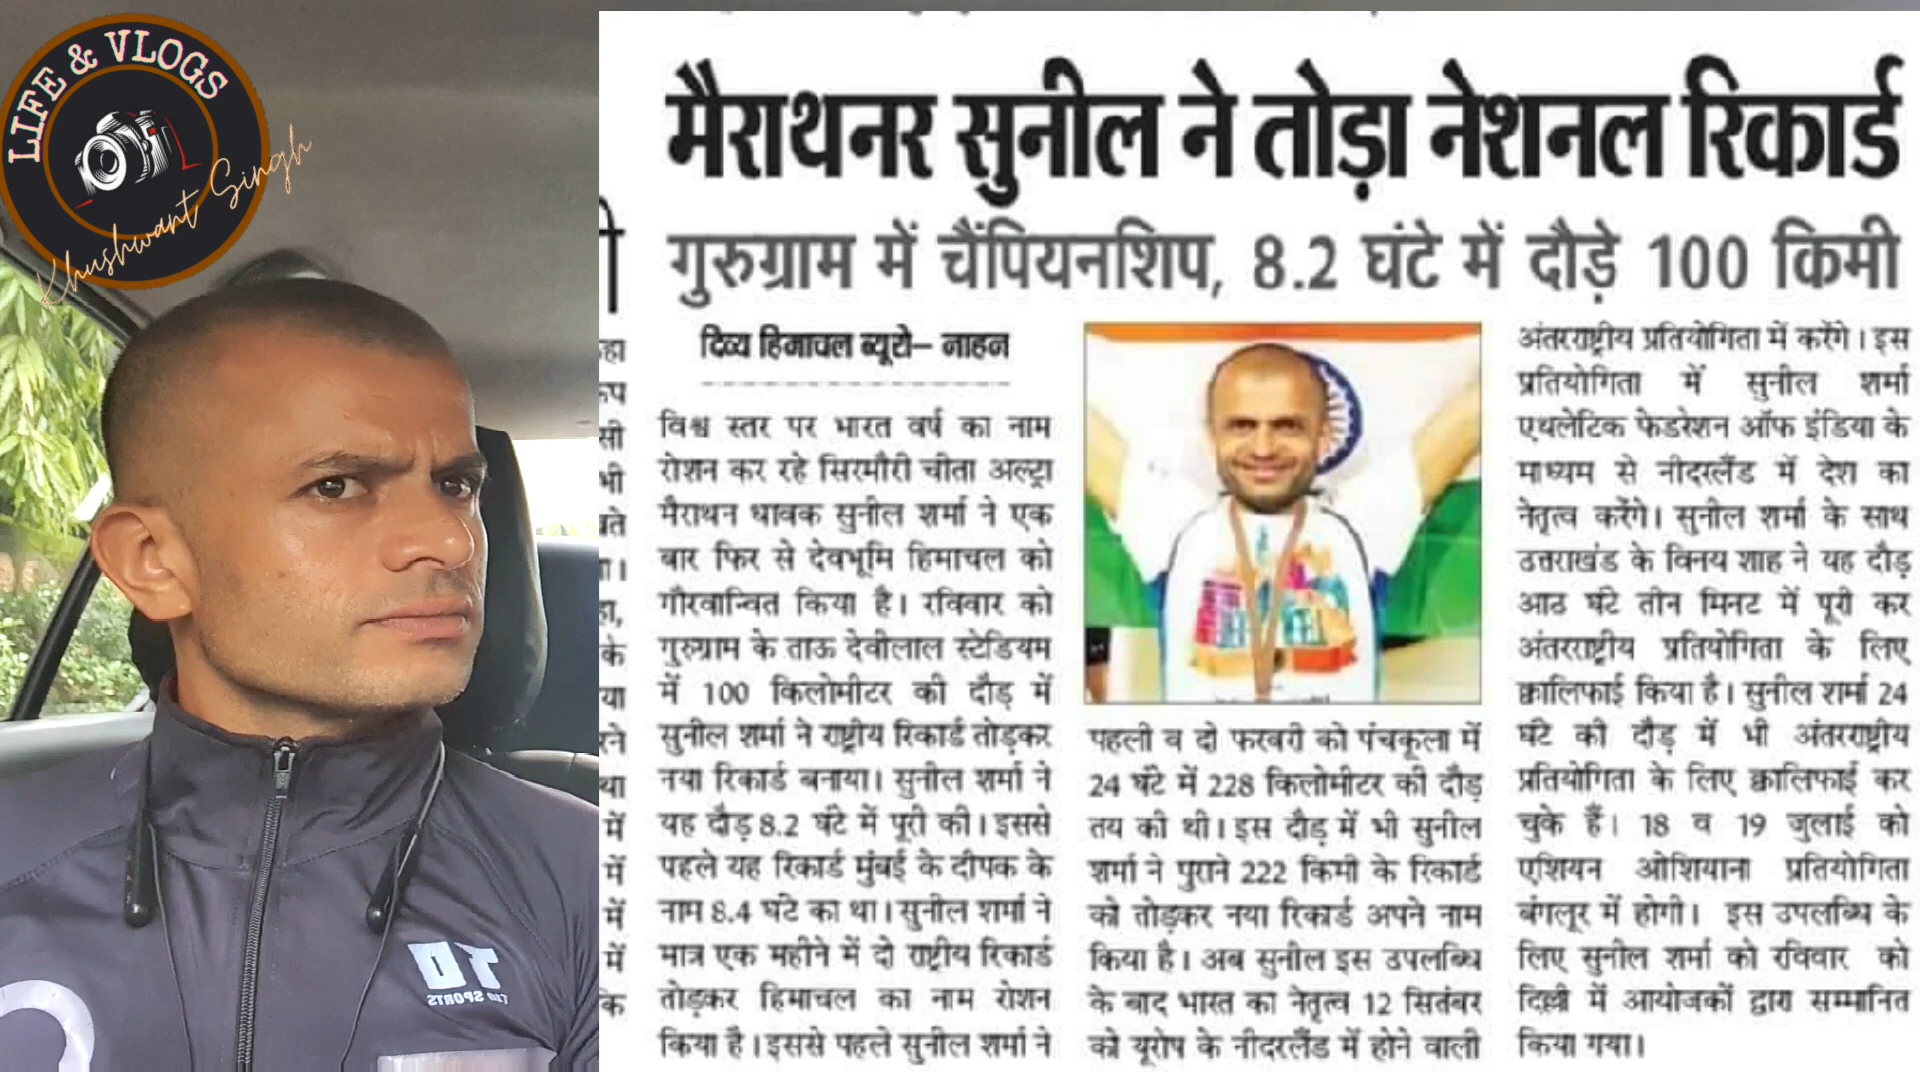 LIFE & VLOGS
Khushwant Singh
मैराथनर सुनील ने तोड़ा नेशनल रिकार्ड
गुरुग्राम में चैंपियनशिप, 8.2 घंटे में दौड़े 100 किमी
दिव्य हिमाचल ब्यूरो– नाहन
विश्व स्तर पर भारत वर्ष का नाम
रोशन कर रहे सिरमौरी चीता अल्ट्रा
मैराथन धावक सुनील शर्मा ने एक
बार फिर से देवभूमि हिमाचल को
गौरवान्वित किया है। रविवार को
गुरुग्राम के ताऊ देवीलाल स्टेडियम
में 100 किलोमीटर की दौड़ में
सुनील शर्मा ने राष्ट्रीय रिकार्ड तोड़कर
नया रिकार्ड बनाया। सुनील शर्मा ने
यह दौड़ 8.2 घंटे में पूरी की। इससे
पहले यह रिकार्ड मुंबई के दीपक के
नाम 8.4 घंटे का था। सुनील शर्मा ने
मात्र एक महीने में दो राष्ट्रीय रिकार्ड
तोड़कर हिमाचल का नाम रोशन
किया है। इससे पहले सुनील शर्मा ने
पहली व दो फरवरी को पंचकूला में
24 घंटे में 228 किलोमीटर की दौड़
तय की थी। इस दौड़ में भी सुनील
शर्मा ने पुराने 222 किमी के रिकार्ड
को तोड़कर नया रिकार्ड अपने नाम
किया है। अब सुनील इस उपलब्धि
के बाद भारत का नेतृत्व 12 सितंबर
को यूरोप के नीदरलैंड में होने वाली
अंतरराष्ट्रीय प्रतियोगिता में करेंगे। इस
प्रतियोगिता में सुनील शर्मा
एथलेटिक फेडरेशन ऑफ इंडिया के
माध्यम से नीदरलैंड में देश का
नेतृत्व करेंगे। सुनील शर्मा के साथ
उत्तराखंड के विनय शाह ने यह दौड़
आठ घंटे तीन मिनट में पूरी कर
अंतरराष्ट्रीय प्रतियोगिता के लिए
क्वालिफाई किया है। सुनील शर्मा 24
घंटे की दौड़ में भी अंतरराष्ट्रीय
प्रतियोगिता के लिए क्वालिफाई कर
चुके हैं। 18 व 19 जुलाई को
एशियन ओशियाना प्रतियोगिता
बंगलूर में होगी। इस उपलब्धि के
लिए सुनील शर्मा को रविवार को
दिल्ली में आयोजकों द्वारा सम्मानित
किया गया।